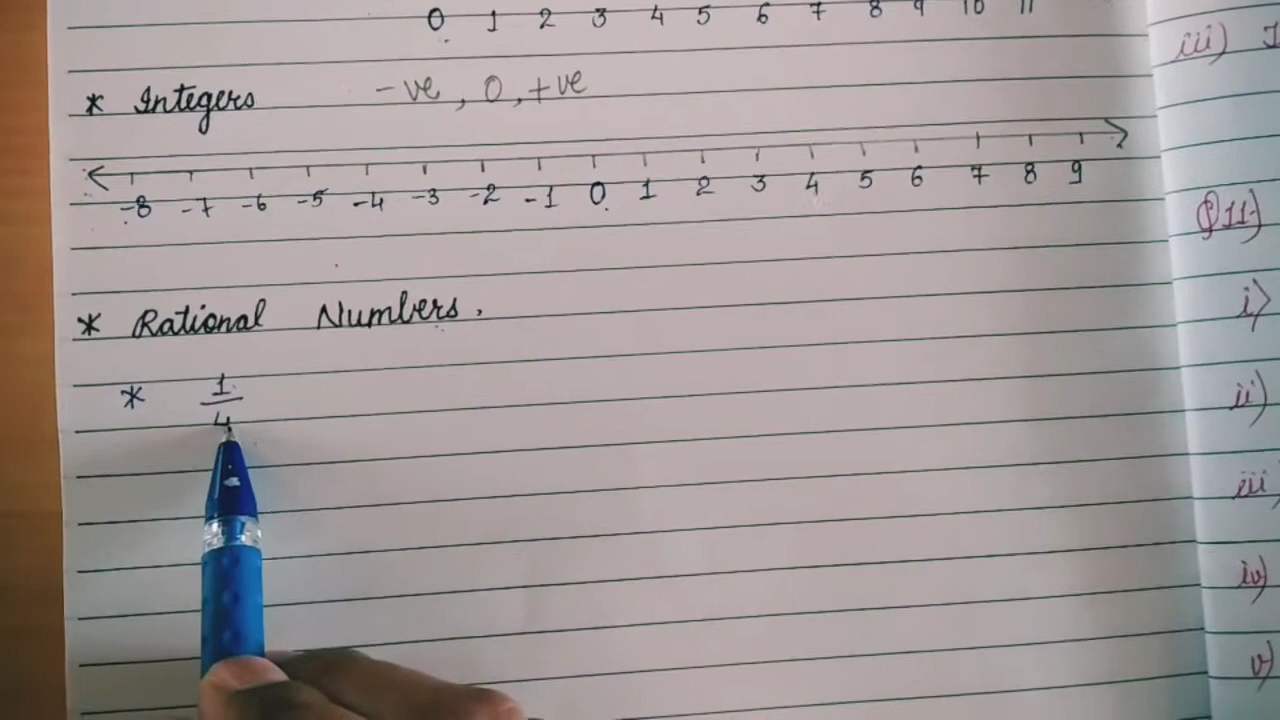 0 1 2 3 4 5 6 7 8 9 10 11
* Integers -ve, 0, +ve
-8 -7 -6 -5 -4 -3 -2 -1 0 1 2 3 4 5 6 7 8 9
* Rational Numbers.
* 1/4
iii)
Q11)
i)
ii)
iii)
iv)
v)